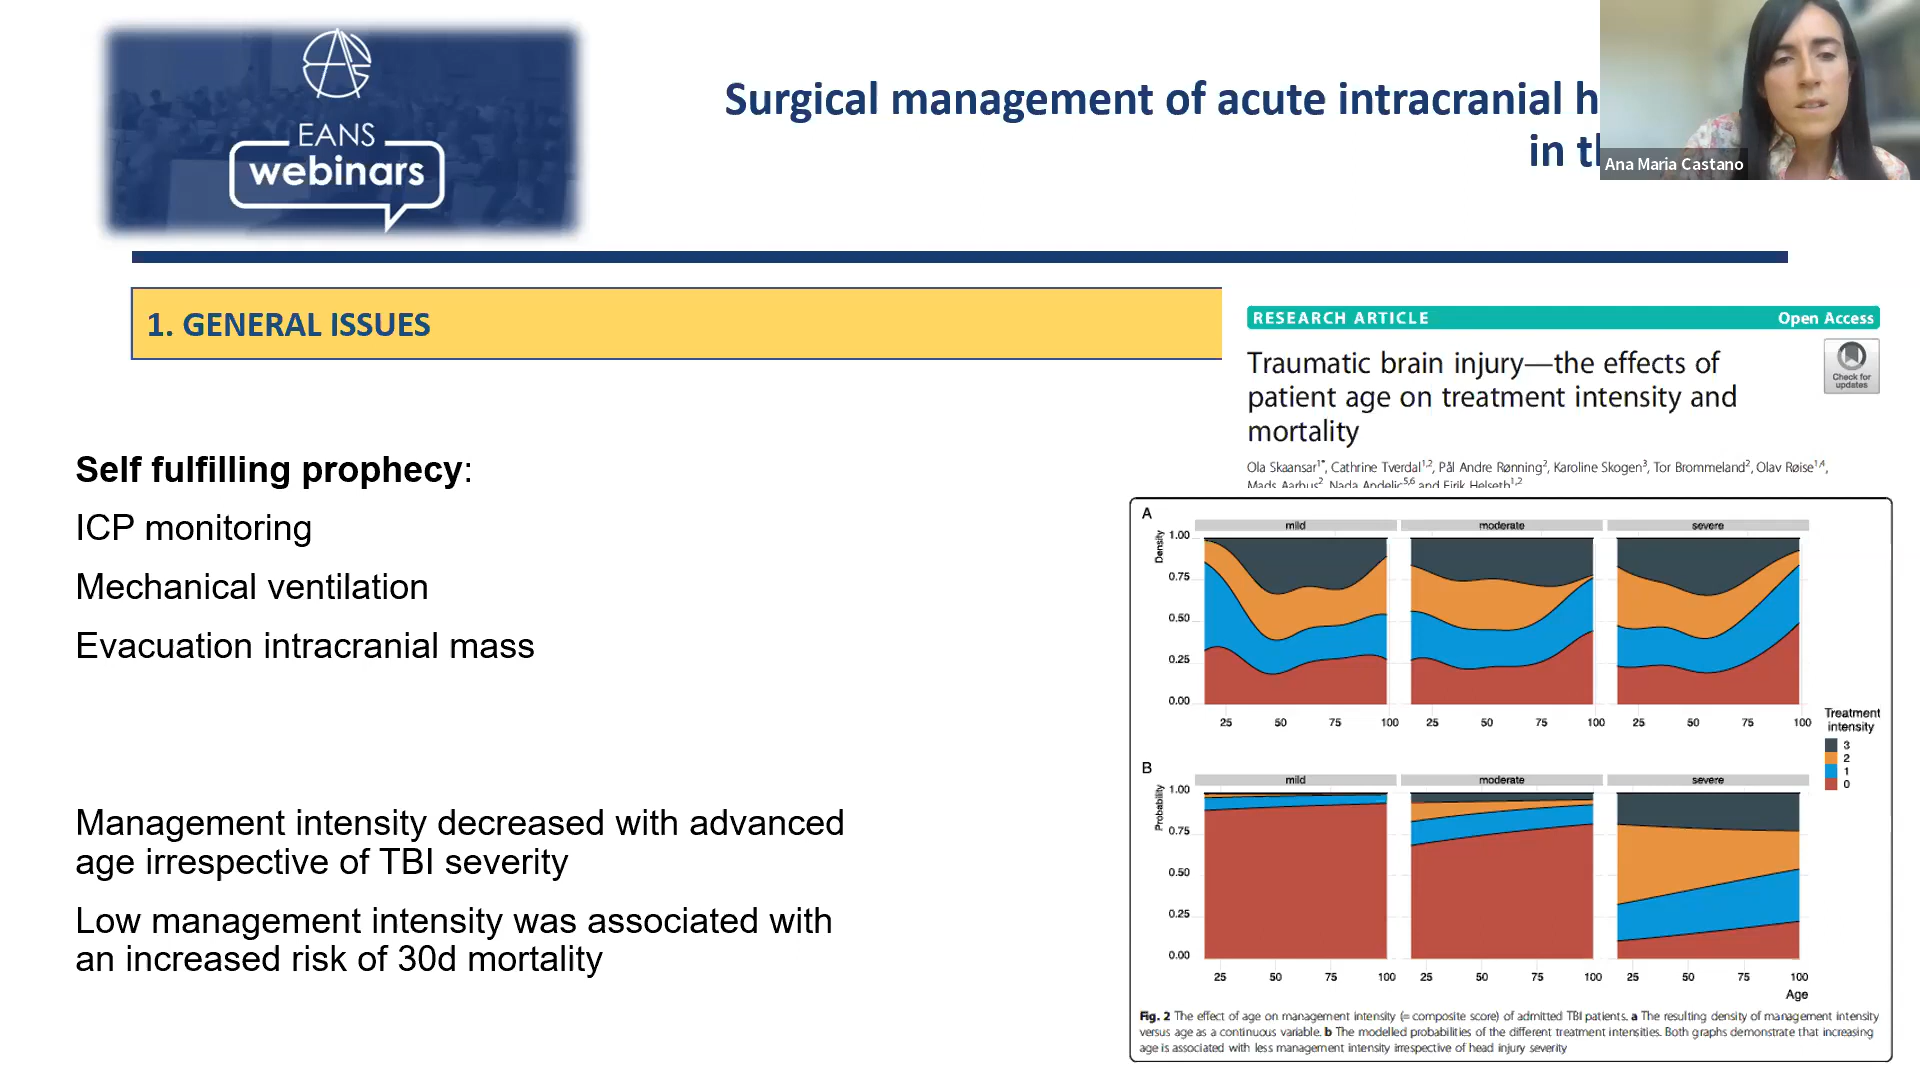 EANS
webinars
Surgical management of acute intracranial h
in t
Ana Maria Castano
1. GENERAL ISSUES
RESEARCH ARTICLE
Open Access
Traumatic brain injury—the effects of
patient age on treatment intensity and
mortality
Check for
updates
Ola Skaansar1*, Cathrine Tverdal1,2, Pål Andre Rønning2, Karoline Skogen3, Tor Brommeland2, Olav Røise1,4,
Mads Aarhus2, Nada Andelic5,6 and Eirik Helseth1,2
Self fulfilling prophecy:
ICP monitoring
Mechanical ventilation
Evacuation intracranial mass
Management intensity decreased with advanced
age irrespective of TBI severity
Low management intensity was associated with
an increased risk of 30d mortality
A
mild moderate severe
Density
1.00
0.75
0.50
0.25
0.00
25 50 75 100 25 50 75 100 25 50 75 100
Treatment
intensity
3
2
1
0
B
mild moderate severe
Probability
1.00
0.75
0.50
0.25
0.00
25 50 75 100 25 50 75 100 25 50 75 100
Age
Fig. 2 The effect of age on management intensity (= composite score) of admitted TBI patients. a The resulting density of management intensity
versus age as a continuous variable. b The modelled probabilities of the different treatment intensities. Both graphs demonstrate that increasing
age is associated with less management intensity irrespective of head injury severity